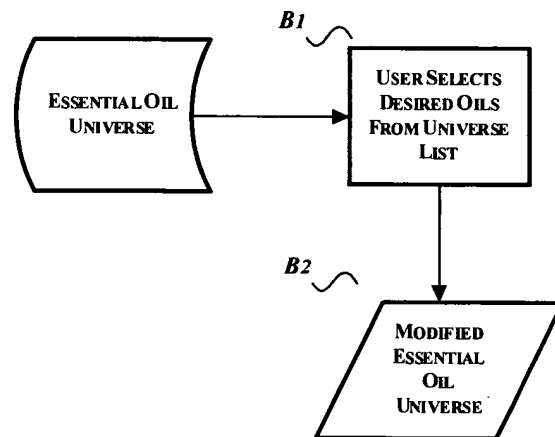 B1
ESSENTIAL OIL
UNIVERSE
USER SELECTS
DESIRED OILS
FROM UNIVERSE
LIST
B2
MODIFIED
ESSENTIAL
OIL
UNIVERSE